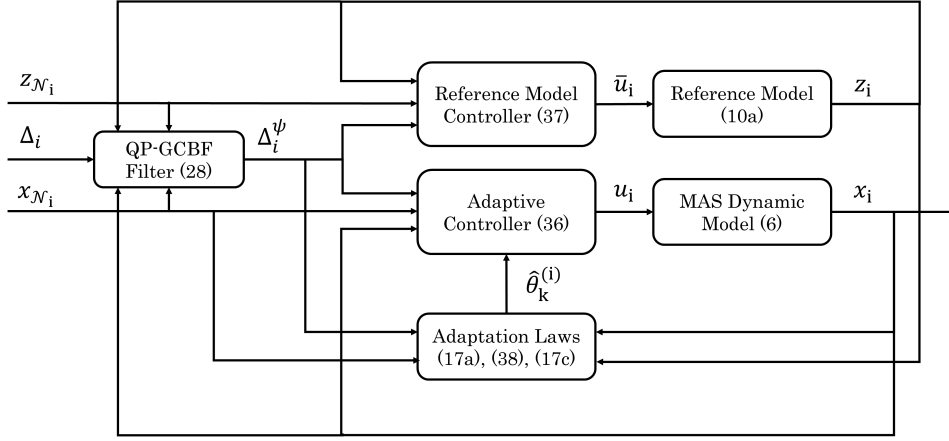 z_{𝒩_i}
Δ_i
x_{𝒩_i}
QP-GCBF
Filter (28)
Δ_i^ψ
Reference Model
Controller (37)
ū_i
Reference Model
(10a)
z_i
Adaptive
Controller (36)
u_i
MAS Dynamic
Model (6)
x_i
θ̂_k^{(i)}
Adaptation Laws
(17a), (38), (17c)